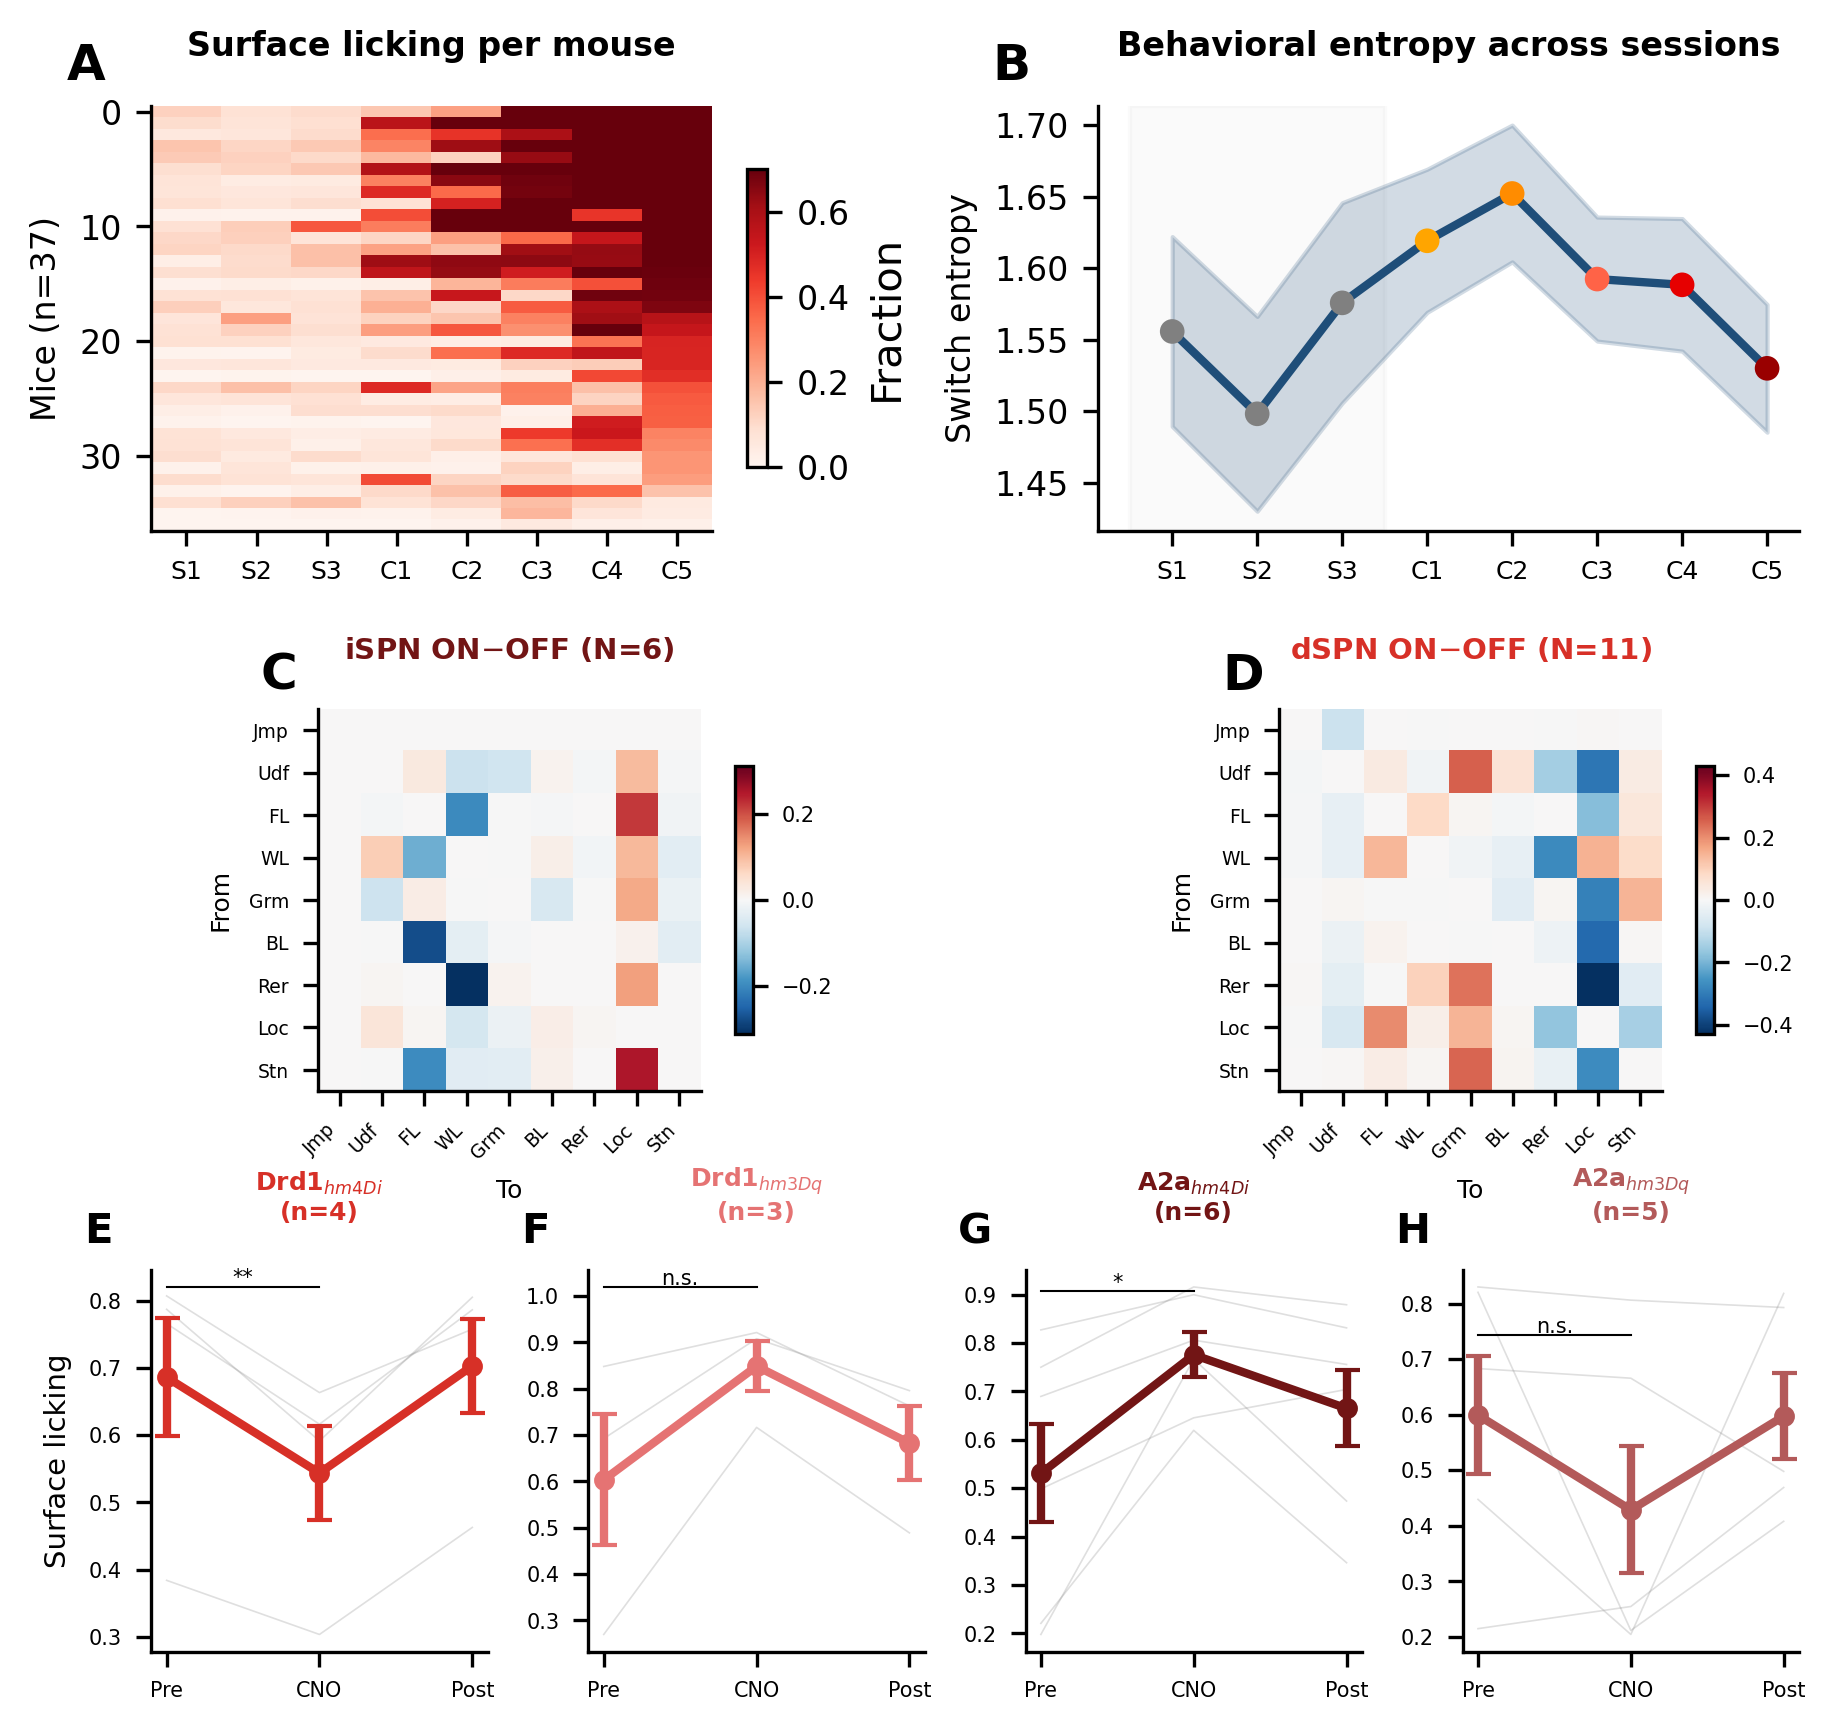 A
Surface licking per mouse
Mice (n=37)
0
10
20
30
S1 S2 S3 C1 C2 C3 C4 C5
0.6
0.4
0.2
0.0
Fraction
B
Behavioral entropy across sessions
Switch entropy
1.70
1.65
1.60
1.55
1.50
1.45
S1 S2 S3 C1 C2 C3 C4 C5
C
iSPN ON−OFF (N=6)
From
Jmp
Udf
FL
WL
Grm
BL
Rer
Loc
Stn
Jmp Udf FL WL Grm BL Rer Loc Stn
To
0.2
0.0
−0.2
D
dSPN ON−OFF (N=11)
From
Jmp
Udf
FL
WL
Grm
BL
Rer
Loc
Stn
Jmp Udf FL WL Grm BL Rer Loc Stn
To
0.4
0.2
0.0
−0.2
−0.4
E
Drd1hm4Di
(n=4)
Surface licking
**
0.8
0.7
0.6
0.5
0.4
0.3
Pre CNO Post
F
Drd1hm3Dq
(n=3)
n.s.
1.0
0.9
0.8
0.7
0.6
0.5
0.4
0.3
Pre CNO Post
G
A2ahm4Di
(n=6)
*
0.9
0.8
0.7
0.6
0.5
0.4
0.3
0.2
Pre CNO Post
H
A2ahm3Dq
(n=5)
n.s.
0.8
0.7
0.6
0.5
0.4
0.3
0.2
Pre CNO Post